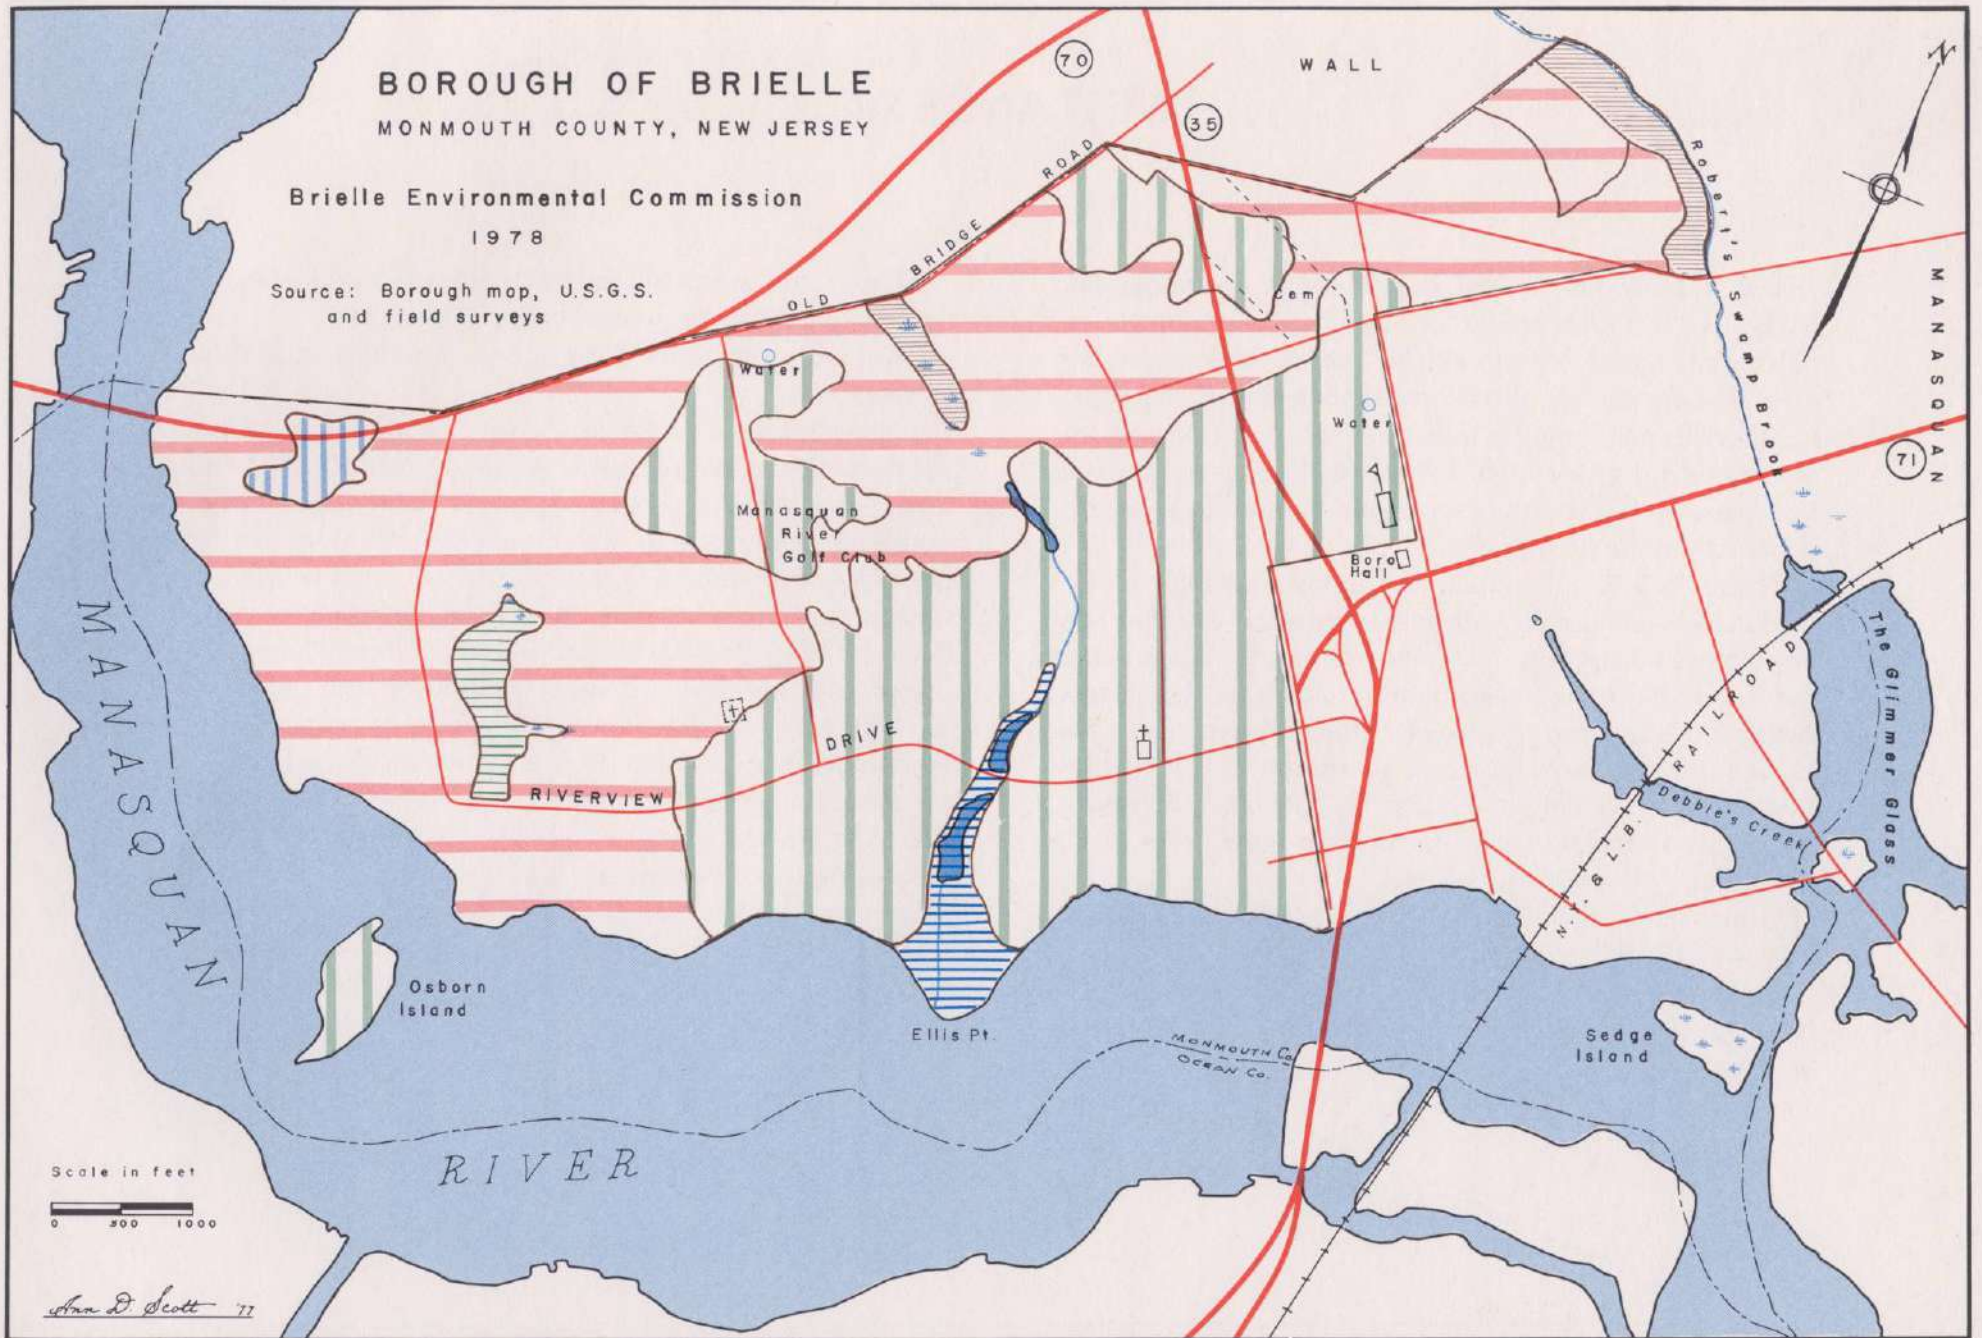 BOROUGH OF BRIELLE
MONMOUTH COUNTY, NEW JERSEY
Brielle Environmental Commission
1978
Source: Borough map, U.S.G.S.
and field surveys
70
35
WALL
N
OLD BRIDGE ROAD
Robert's Swamp Brook
MANASQUAN
Cem
Water
Water
71
Manasquan
River
Golf Club
Boro
Hall
The Glimmer Glass
RAILROAD
N.Y. & L.B.
Debbie's Creek
DRIVE
RIVERVIEW
MANASQUAN
RIVER
Osborn
Island
Ellis Pt.
MONMOUTH Co.
OCEAN Co.
Sedge
Island
Scale in feet
0 500 1000
Ann D. Scott '77